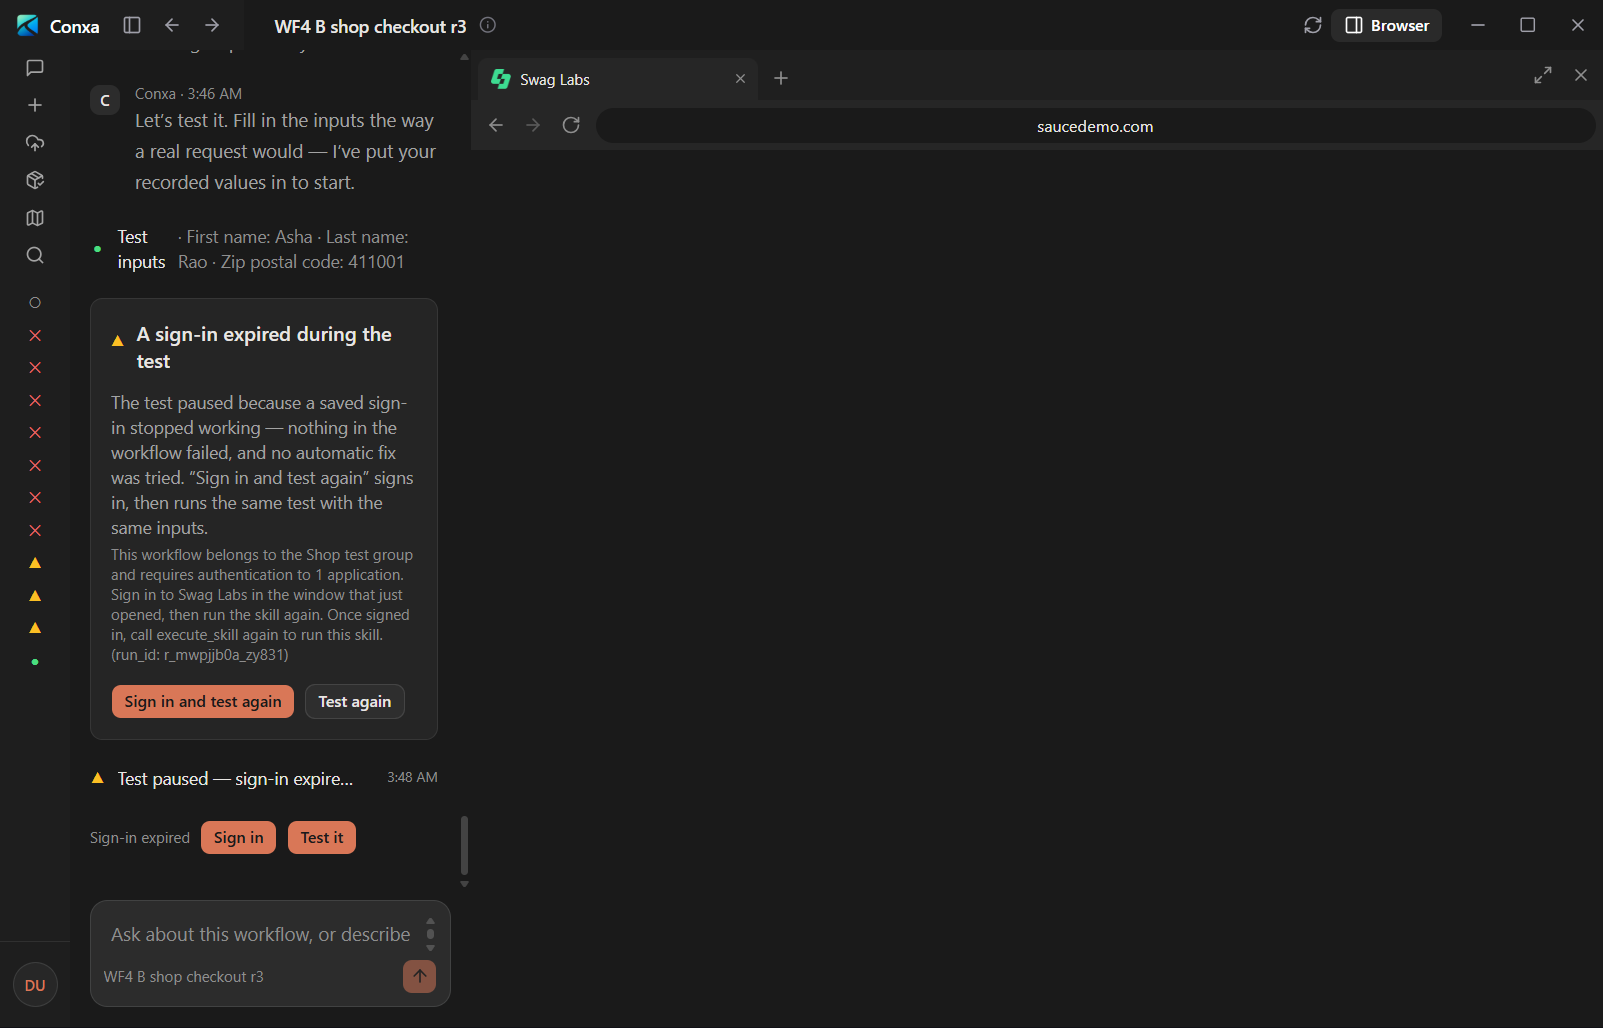 Conxa
WF4 B shop checkout r3
Browser
Swag Labs
saucedemo.com
C
Conxa · 3:46 AM
Let's test it. Fill in the inputs the way
a real request would — I've put your
recorded values in to start.
Test inputs
· First name: Asha · Last name:
Rao · Zip postal code: 411001
A sign-in expired during the
test
The test paused because a saved sign-
in stopped working — nothing in the
workflow failed, and no automatic fix
was tried. “Sign in and test again” signs
in, then runs the same test with the
same inputs.
This workflow belongs to the Shop test group
and requires authentication to 1 application.
Sign in to Swag Labs in the window that just
opened, then run the skill again. Once signed
in, call execute_skill again to run this skill.
(run_id: r_mwpjjb0a_zy831)
Sign in and test again
Test again
Test paused — sign-in expire...
3:48 AM
Sign-in expired
Sign in
Test it
Ask about this workflow, or describe
WF4 B shop checkout r3
DU